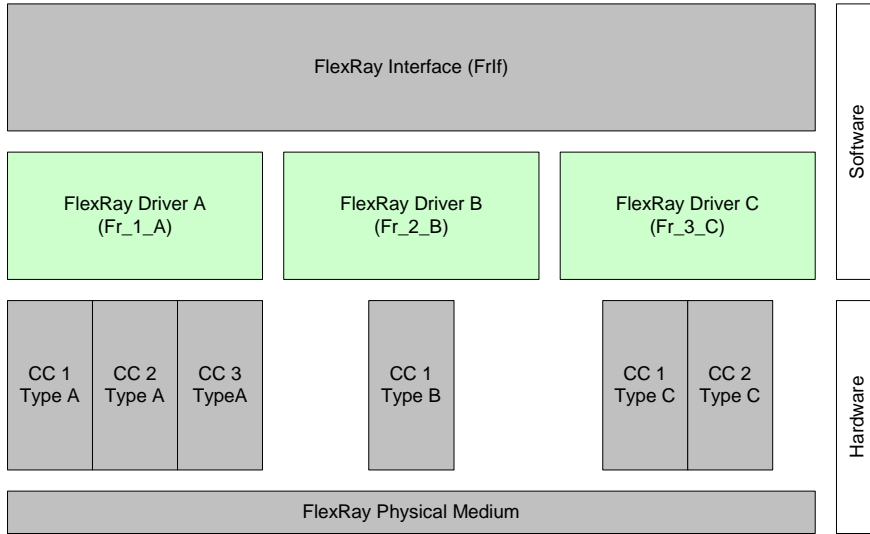 FlexRay Interface (FrIf)
Software
FlexRay Driver A
(Fr_1_A)
FlexRay Driver B
(Fr_2_B)
FlexRay Driver C
(Fr_3_C)
CC 1
Type A
CC 2
Type A
CC 3
TypeA
CC 1
Type B
CC 1
Type C
CC 2
Type C
Hardware
FlexRay Physical Medium